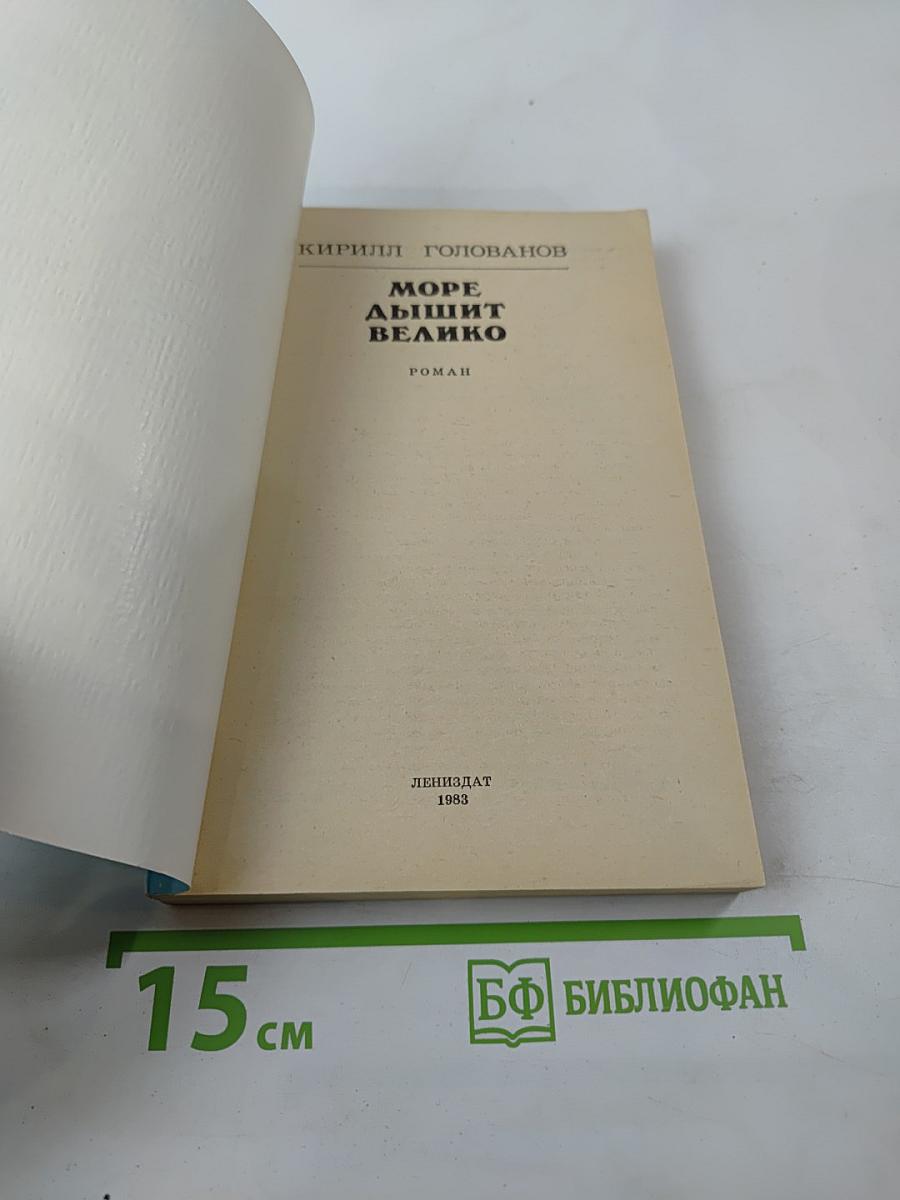 КИРИЛЛ ГОЛОВАНОВ
МОРЕ
ДЫШИТ
ВЕЛИКО
РОМАН
ЛЕНИЗДАТ
1983
15 см
БФ БИБЛИОФАН